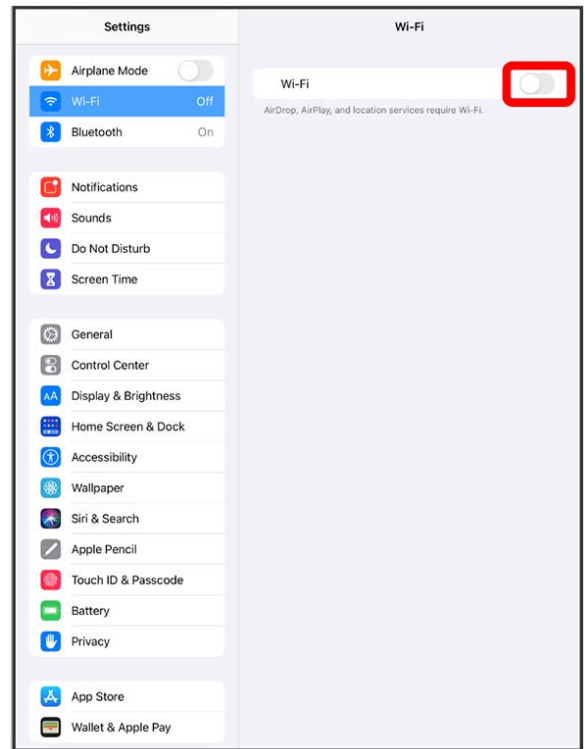 Settings
Airplane Mode
Wi-Fi Off
Bluetooth On
Notifications
Sounds
Do Not Disturb
Screen Time
General
Control Center
AA Display & Brightness
Home Screen & Dock
Accessibility
Wallpaper
Siri & Search
Apple Pencil
Touch ID & Passcode
Battery
Privacy
App Store
Wallet & Apple Pay
Wi-Fi
Wi-Fi
AirDrop, AirPlay, and location services require Wi-Fi.